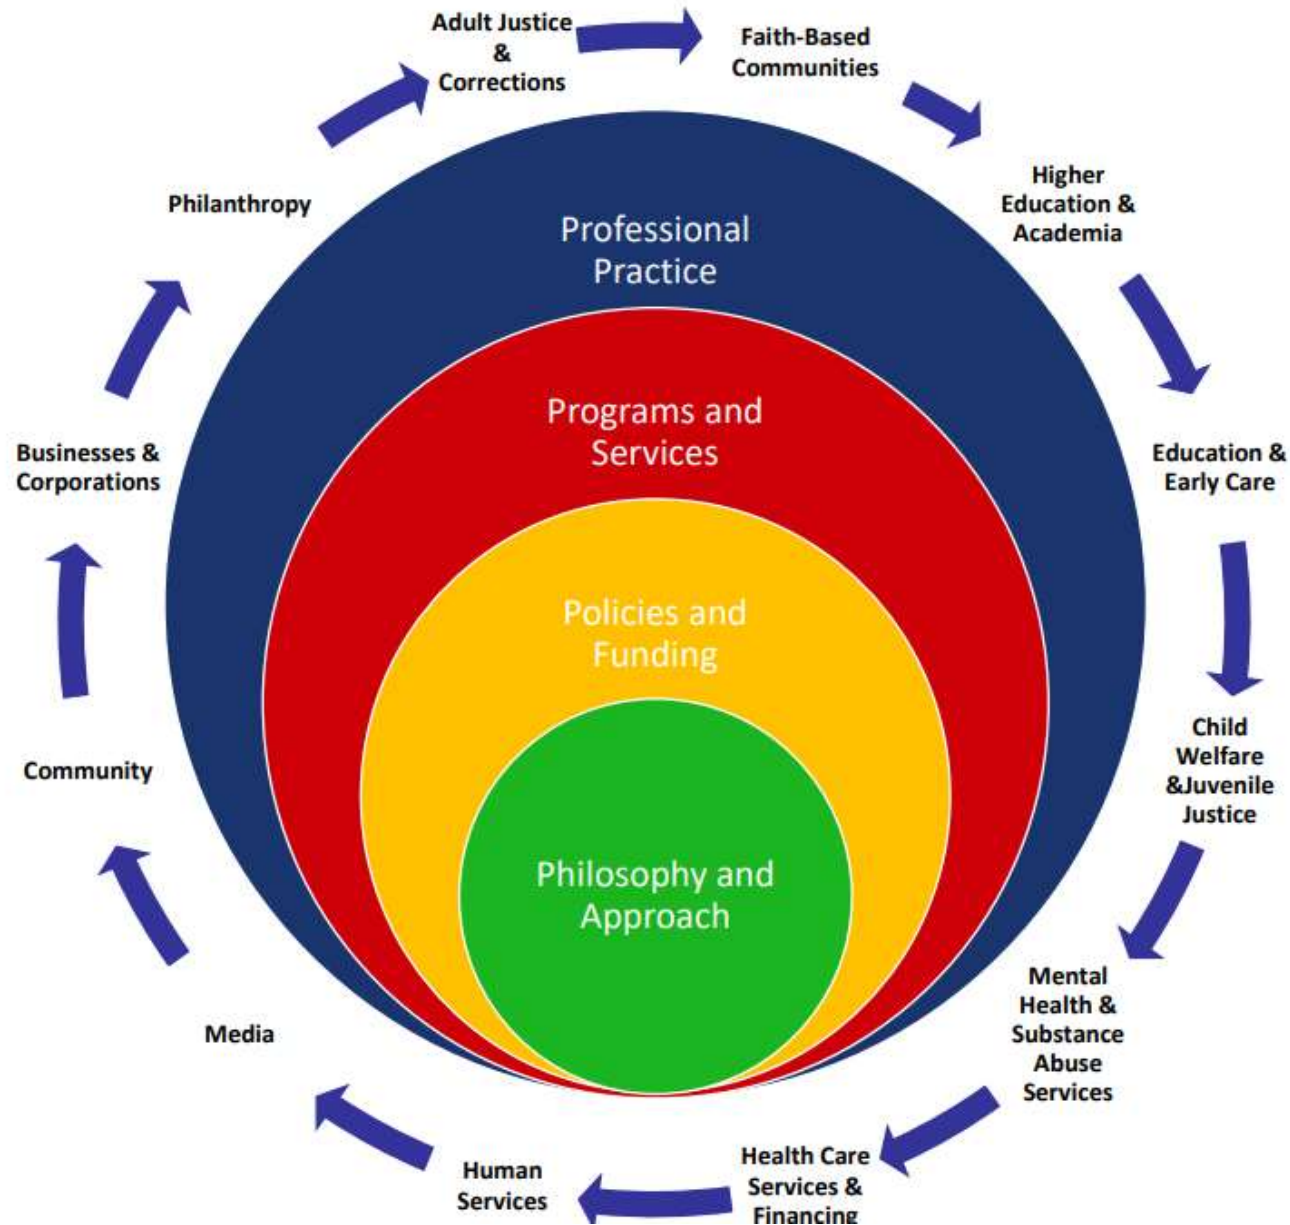 Adult Justice
&
Corrections
Faith-Based
Communities
Higher
Education &
Academia
Education &
Early Care
Child
Welfare
&Juvenile
Justice
Mental
Health &
Substance
Abuse
Services
Health Care
Services &
Financing
Human
Services
Media
Community
Businesses &
Corporations
Philanthropy
Professional
Practice
Programs and
Services
Policies and
Funding
Philosophy and
Approach